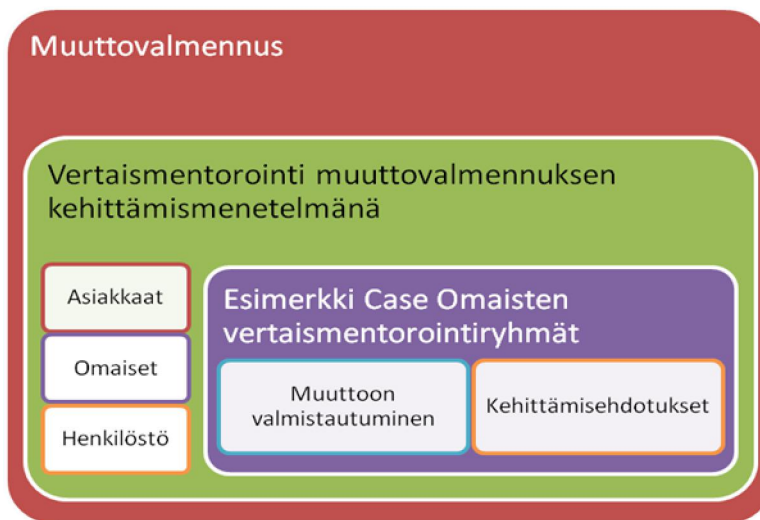 Muuttovalmennus
Vertaismentorointi muuttovalmennuksen
kehittämismenetelmänä
Asiakkaat
Omaiset
Henkilöstö
Esimerkki Case Omaisten
vertaismentorointiryhmät
Muuttoon
valmistautuminen
Kehittämisehdotukset